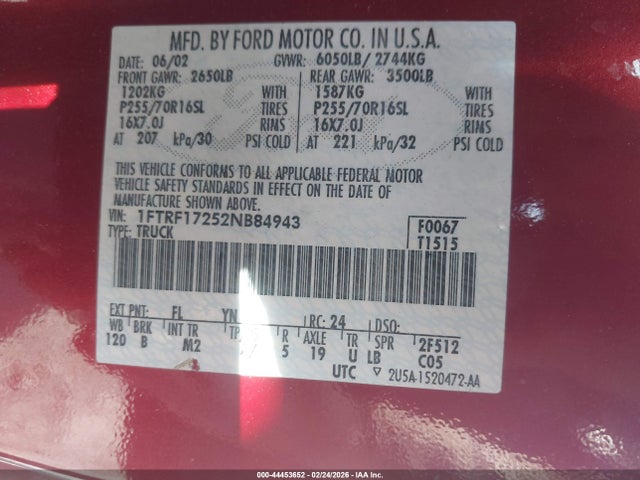 MFD. BY FORD MOTOR CO. IN U.S.A.
DATE: 06/02 GVWR: 6050LB/ 2744KG
FRONT GAWR: 2650LB REAR GAWR: 3500LB
1202KG WITH 1587KG WITH
P255/70R16SL TIRES P255/70R16SL TIRES
16X7.0J RIMS 16X7.0J RIMS
AT 207 kPa/30 PSI COLD AT 221 kPa/32 PSI COLD
THIS VEHICLE CONFORMS TO ALL APPLICABLE FEDERAL MOTOR
VEHICLE SAFETY STANDARDS IN EFFECT ON THE DATE OF
MANUFACTURE SHOWN ABOVE.
VIN: 1FTRF17252NB84943 F0067
TYPE: TRUCK T1515
EXT PNT: FL YN RC: 24 DSO:
WB BRK INT TR R AXLE TR SPR 2F512
120 B M2 5 19 U LB C05
UTC 2U5A-1520472-AA
000-44453652 - 02/24/2026 - IAA Inc.